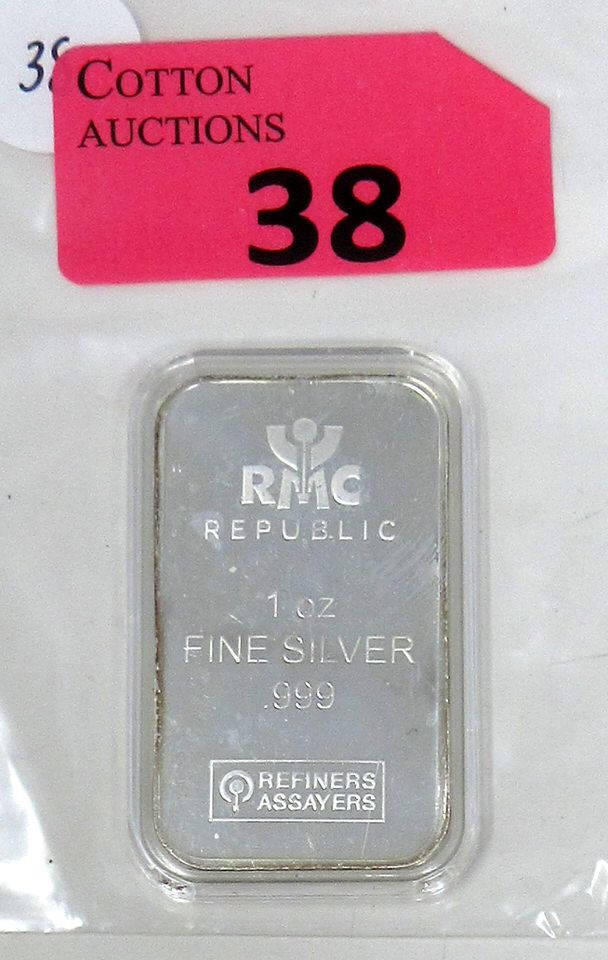 38
COTTON
AUCTIONS
38
RMC
REPUBLIC
1 oz
FINE SILVER
.999
REFINERS
ASSAYERS